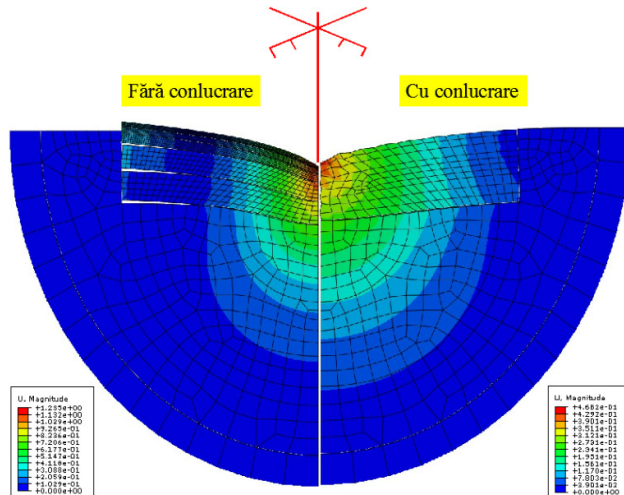 Fără conlucrare
Cu conlucrare
U, Magnitude
+1.235e+00
+1.132e+00
+1.029e+00
+9.265e-01
+8.236e-01
+7.206e-01
+6.177e-01
+5.147e-01
+4.118e-01
+3.088e-01
+2.059e-01
+1.029e-01
+0.000e+00
U, Magnitude
+4.682e-01
+4.292e-01
+3.901e-01
+3.511e-01
+3.121e-01
+2.731e-01
+2.341e-01
+1.951e-01
+1.561e-01
+1.170e-01
+7.803e-02
+3.901e-02
+0.000e+00